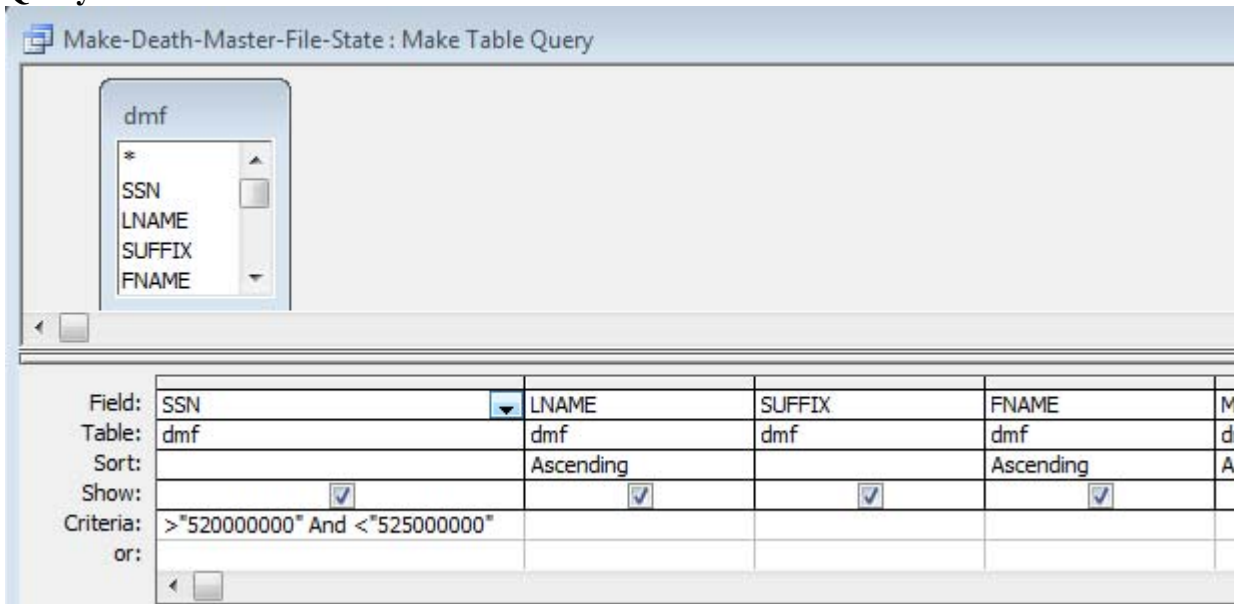 Make-Death-Master-File-State : Make Table Query
dmf
*
SSN
LNAME
SUFFIX
FNAME
Field: SSN LNAME SUFFIX FNAME M
Table: dmf dmf dmf dmf
Sort: Ascending Ascending A
Show:
Criteria: >"520000000" And <"525000000"
or: